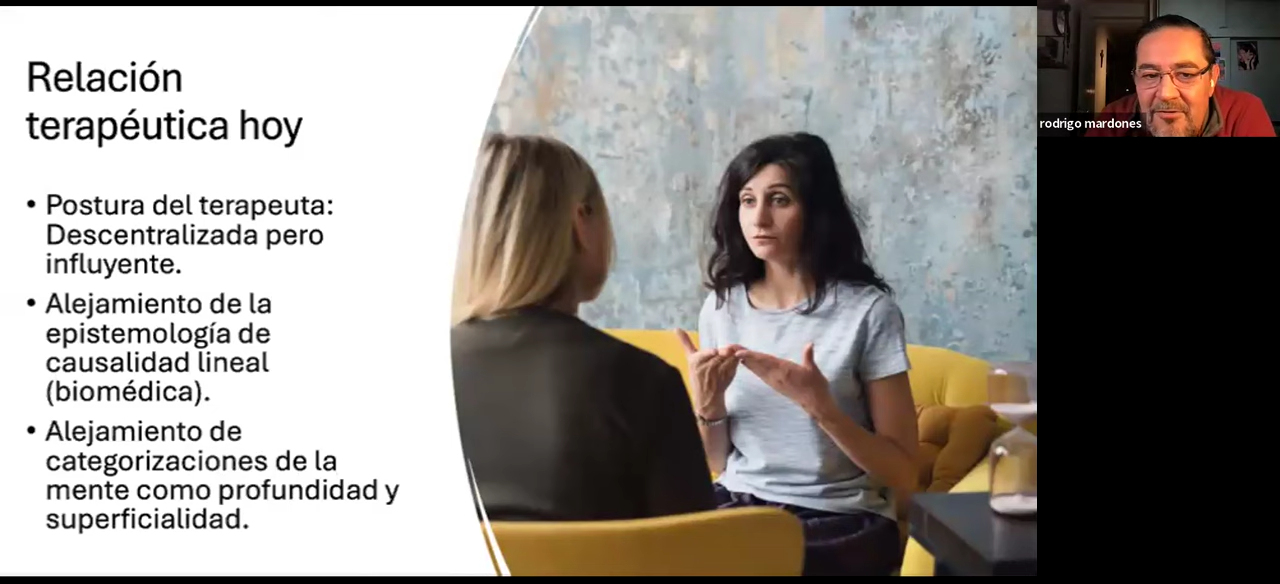 Relación
terapéutica hoy
• Postura del terapeuta:
Descentralizada pero
influyente.
• Alejamiento de la
epistemología de
causalidad lineal
(biomédica).
• Alejamiento de
categorizaciones de la
mente como profundidad y
superficialidad.
rodrigo mardones